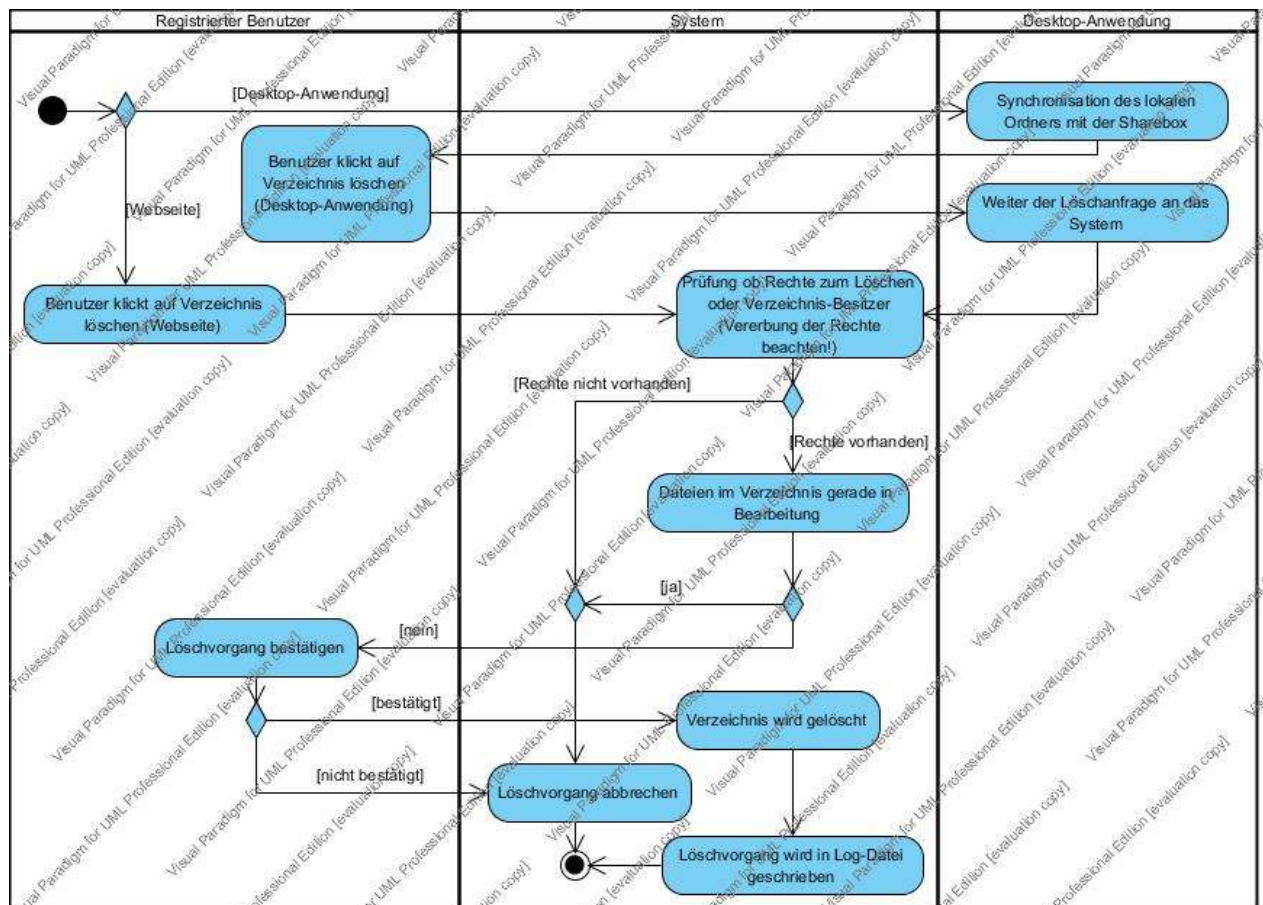 Registrierter Benutzer
System
Desktop-Anwendung
[Desktop-Anwendung]
Synchronisation des lokalen
Ordners mit der Sharebox
Benutzer klickt auf
Verzeichnis löschen
(Desktop-Anwendung)
[Webseite]
Weiter der Löschanfrage an das
System
Benutzer klickt auf Verzeichnis
löschen (Webseite)
Prüfung ob Rechte zum Löschen
oder Verzeichnis-Besitzer
(Vererbung der Rechte
beachten!)
[Rechte nicht vorhanden]
[Rechte vorhanden]
Dateien im Verzeichnis gerade in
Bearbeitung
[ja]
[nein]
Löschvorgang bestätigen
[bestätigt]
Verzeichnis wird gelöscht
[nicht bestätigt]
Löschvorgang abbrechen
Löschvorgang wird in Log-Datei
geschrieben
Visual Paradigm for UML Professional Edition [evaluation copy]